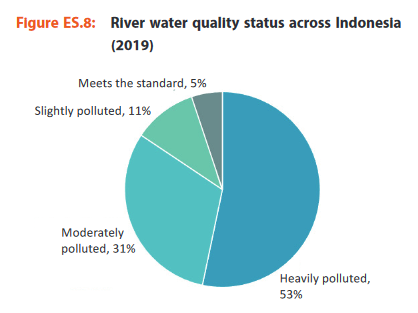 Figure ES.8: River water quality status across Indonesia
(2019)
Meets the standard, 5%
Slightly polluted, 11%
Moderately
polluted, 31%
Heavily polluted,
53%